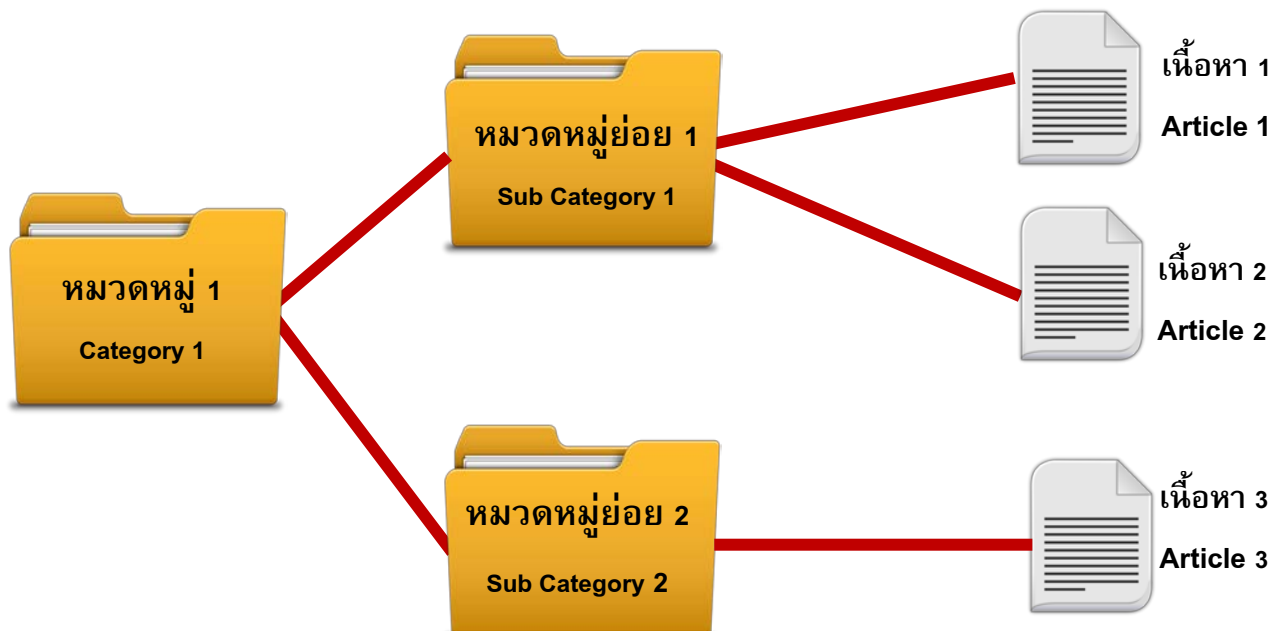 หมวดหมู่ 1
Category 1
หมวดหมู่ย่อย 1
Sub Category 1
เนื้อหา 1
Article 1
เนื้อหา 2
Article 2
หมวดหมู่ย่อย 2
Sub Category 2
เนื้อหา 3
Article 3